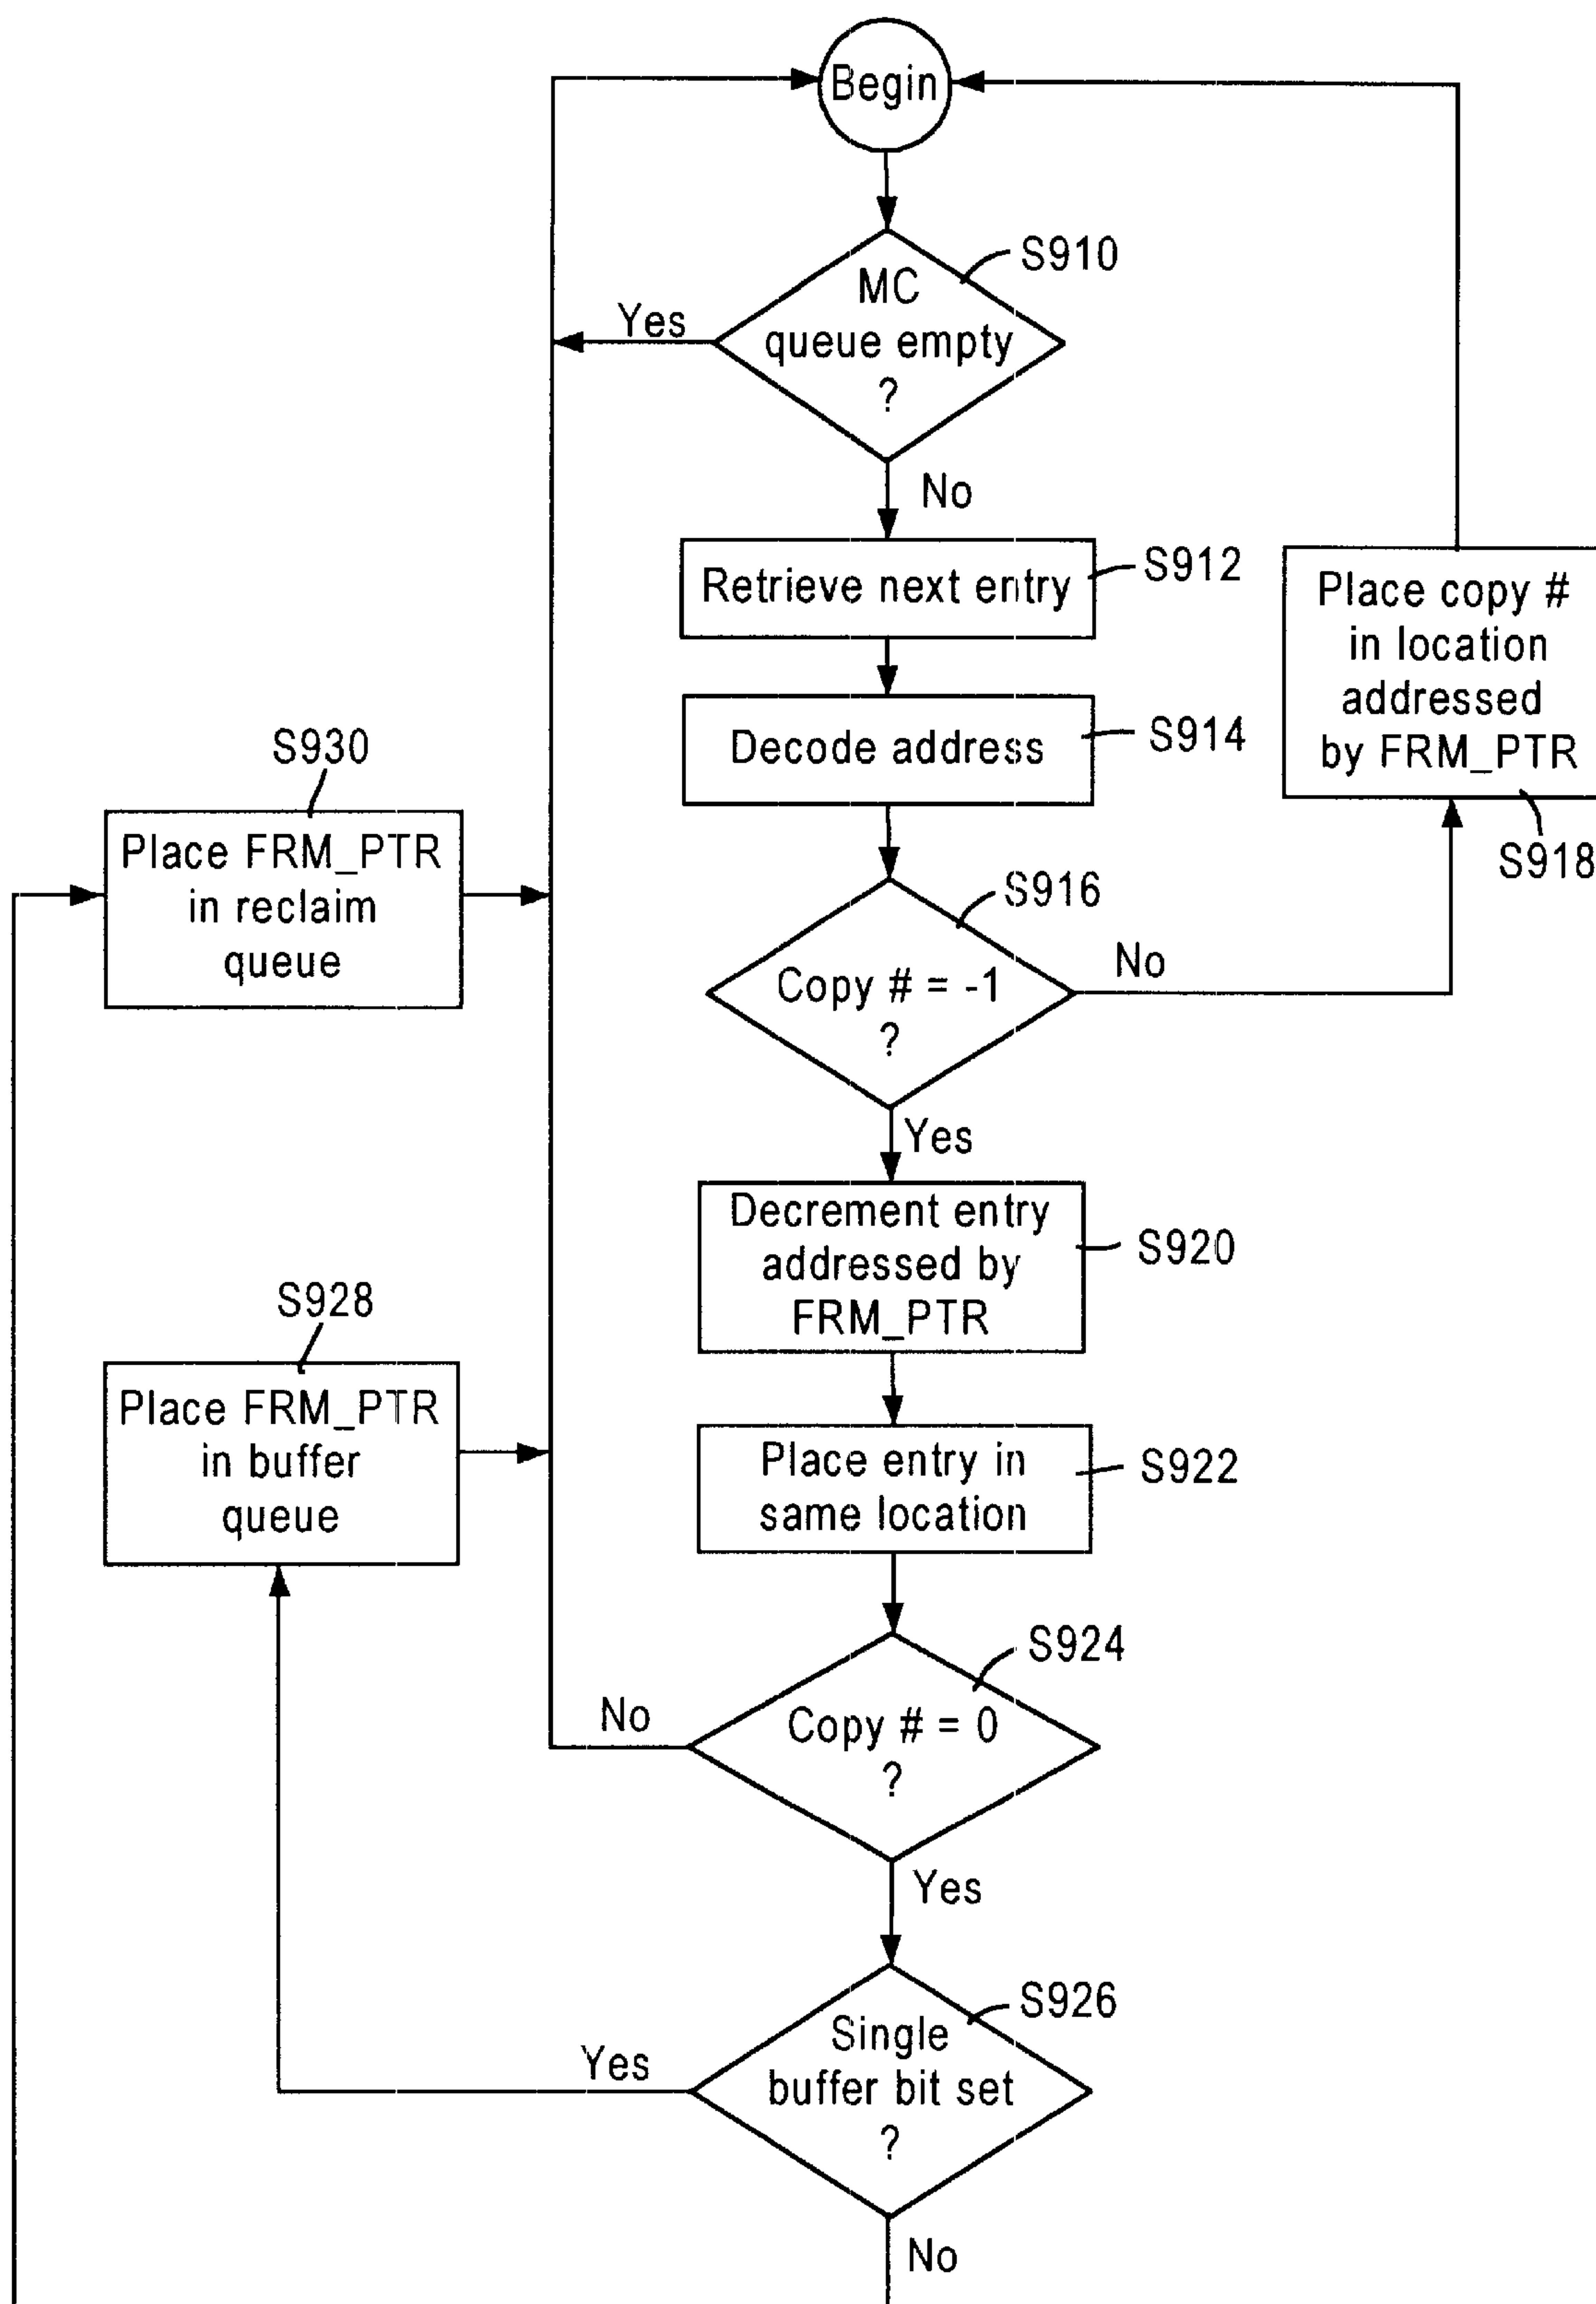 Begin
S910
MC
queue empty
?
Yes
No
Retrieve next entry
S912
Place copy #
in location
addressed
by FRM_PTR
S918
Decode address
S914
S930
Place FRM_PTR
in reclaim
queue
S916
Copy # = -1
?
No
Yes
Decrement entry
addressed by
FRM_PTR
S920
S928
Place FRM_PTR
in buffer
queue
Place entry in
same location
S922
S924
Copy # = 0
?
No
Yes
S926
Single
buffer bit set
?
Yes
No